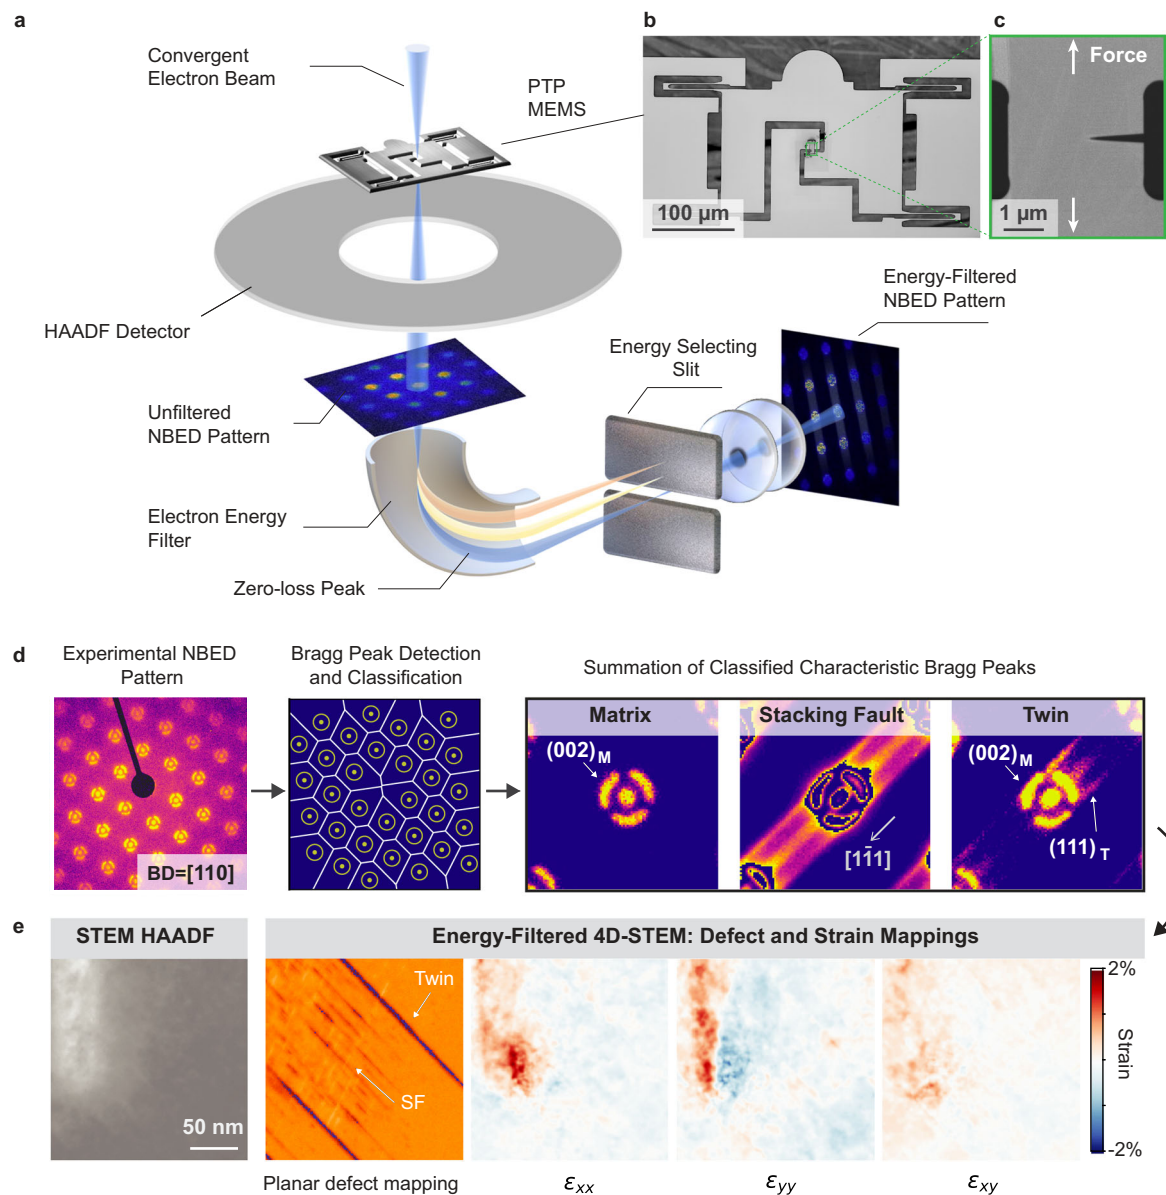 a
Convergent
Electron Beam
PTP
MEMS
HAADF Detector
Unfiltered
NBED Pattern
Electron Energy
Filter
Zero-loss Peak
Energy Selecting
Slit
Energy-Filtered
NBED Pattern
b
100 µm
c
Force
1 µm
d
Experimental NBED
Pattern
BD=[110]
Bragg Peak Detection
and Classification
Summation of Classified Characteristic Bragg Peaks
Matrix
(002)M
Stacking Fault
[11̄1]
Twin
(002)M
(111)T
e
STEM HAADF
50 nm
Energy-Filtered 4D-STEM: Defect and Strain Mappings
Twin
SF
2%
Strain
-2%
Planar defect mapping
εxx
εyy
εxy